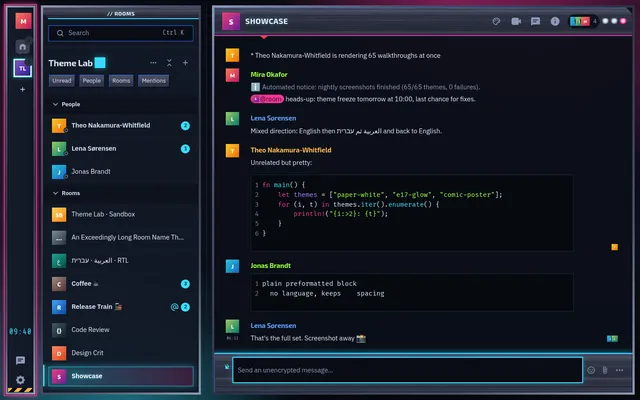 M
TL
+
09:40
// ROOMS
Search
Ctrl K
Theme Lab
Unread
People
Rooms
Mentions
People
T
Theo Nakamura-Whitfield
2
L
Lena Sørensen
1
J
Jonas Brandt
Rooms
SB
Theme Lab · Sandbox
An Exceedingly Long Room Name Th...
ع
العربية · עברית · RTL
C
Coffee ☕
2
R
Release Train 🚂
@
2
{}
Code Review
D
Design Crit
S
Showcase
S
SHOWCASE
4
T
* Theo Nakamura-Whitfield is rendering 65 walkthroughs at once
M
Mira Okafor
ℹ️ Automated notice: nightly screenshots finished (65/65 themes, 0 failures).
@room heads-up: theme freeze tomorrow at 10:00, last chance for fixes.
L
Lena Sørensen
Mixed direction: English then العربية ثم עברית and back to English.
T
Theo Nakamura-Whitfield
Unrelated but pretty:
1 fn main() {
2     let themes = ["paper-white", "e17-glow", "comic-poster"];
3     for (i, t) in themes.iter().enumerate() {
4         println!("{i:>2}: {t}");
5     }
6 }
T
J
Jonas Brandt
1 plain preformatted block
2   no language, keeps    spacing
L
Lena Sørensen
That's the full set. Screenshot away 📸
Send an unencrypted message...